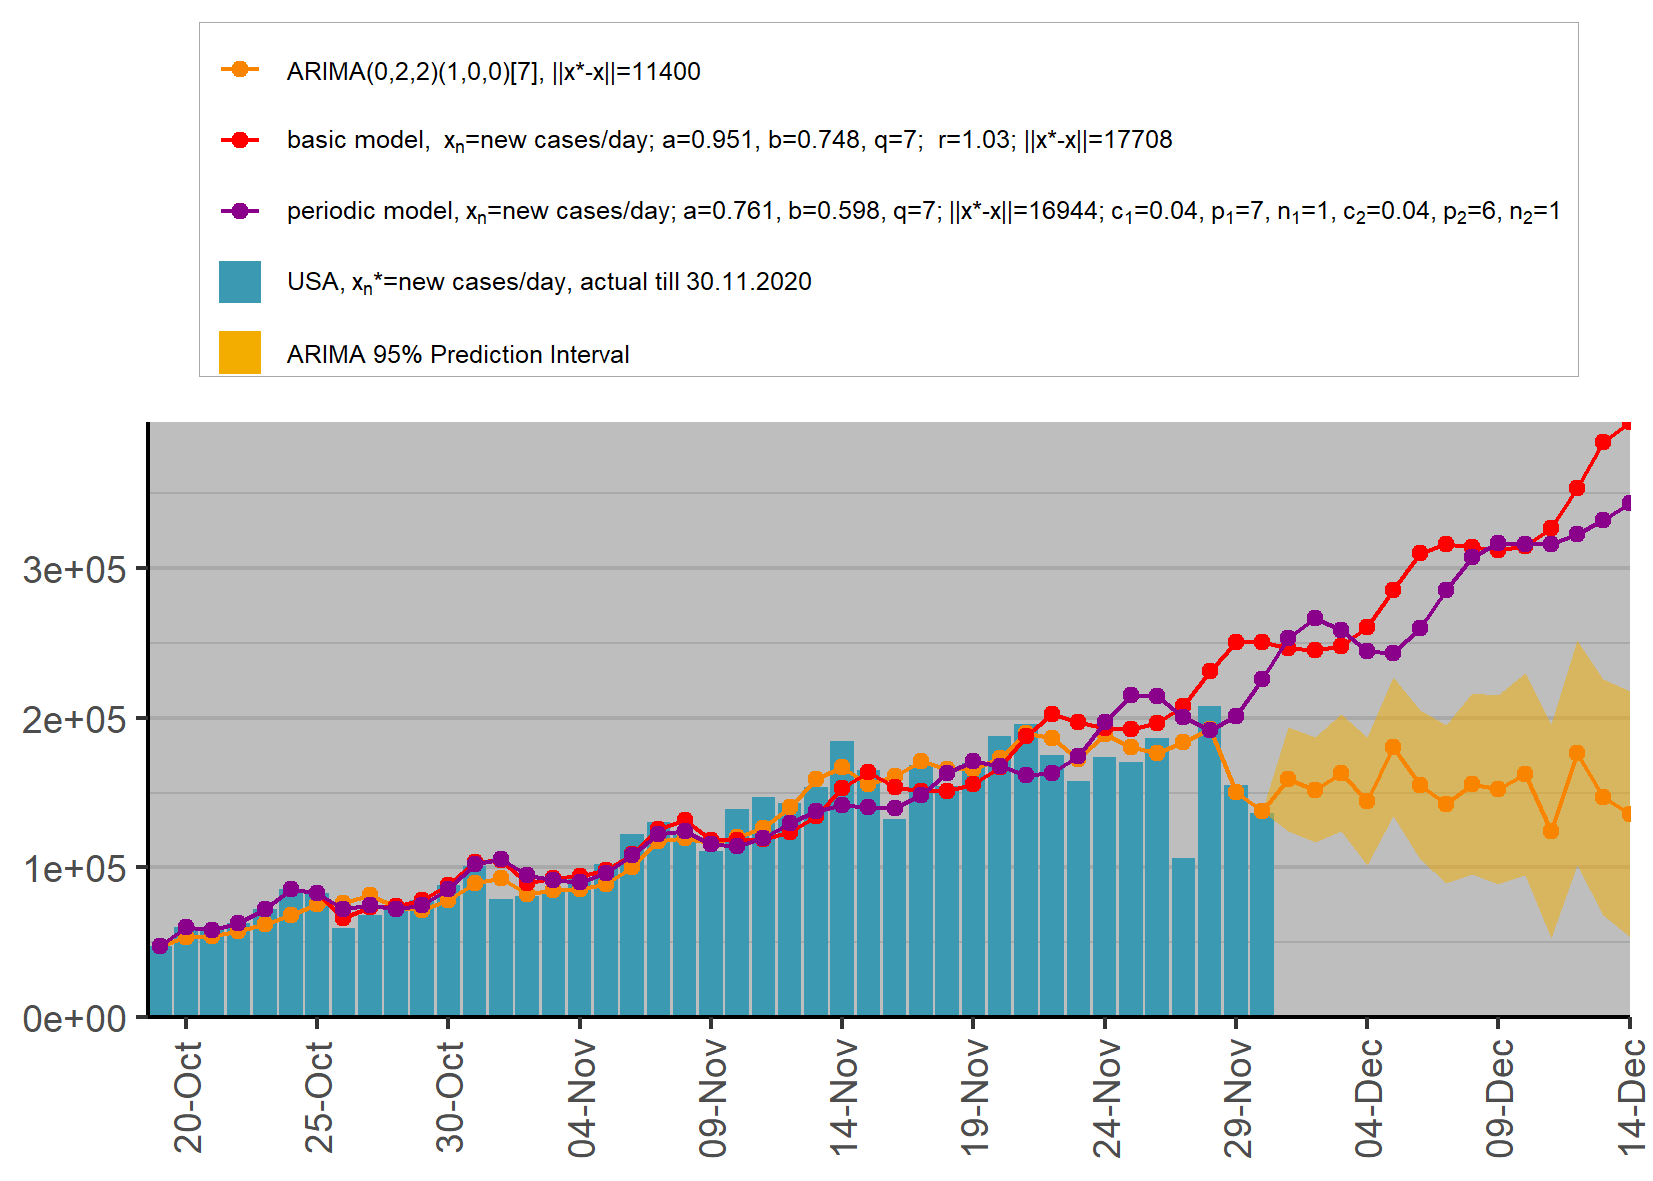 ARIMA(0,2,2)(1,0,0)[7], ||x*-x||=11400
basic model,  xn=new cases/day; a=0.951, b=0.748, q=7;  r=1.03; ||x*-x||=17708
periodic model, xn=new cases/day; a=0.761, b=0.598, q=7; ||x*-x||=16944; c1=0.04, p1=7, n1=1, c2=0.04, p2=6, n2=1
USA, xn*=new cases/day, actual till 30.11.2020
ARIMA 95% Prediction Interval
3e+05
2e+05
1e+05
0e+00
20-Oct
25-Oct
30-Oct
04-Nov
09-Nov
14-Nov
19-Nov
24-Nov
29-Nov
04-Dec
09-Dec
14-Dec